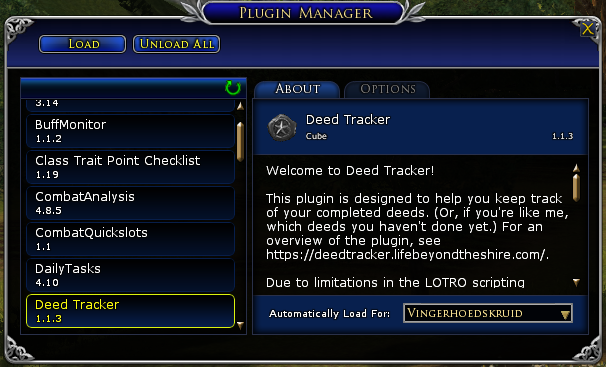 PLUGIN MANAGER
LOAD UNLOAD ALL
3.14
BuffMonitor
1.1.2
Class Trait Point Checklist
1.19
CombatAnalysis
4.8.5
CombatQuickslots
1.1
DailyTasks
4.10
Deed Tracker
1.1.3
ABOUT OPTIONS
Deed Tracker
Cube 1.1.3
Welcome to Deed Tracker!
This plugin is designed to help you keep track
of your completed deeds. (Or, if you're like me,
which deeds you haven't done yet.) For an
overview of the plugin, see
https://deedtracker.lifebeyondtheshire.com/.
Due to limitations in the LOTRO scripting
Automatically Load For: VINGERHOEDSKRUID